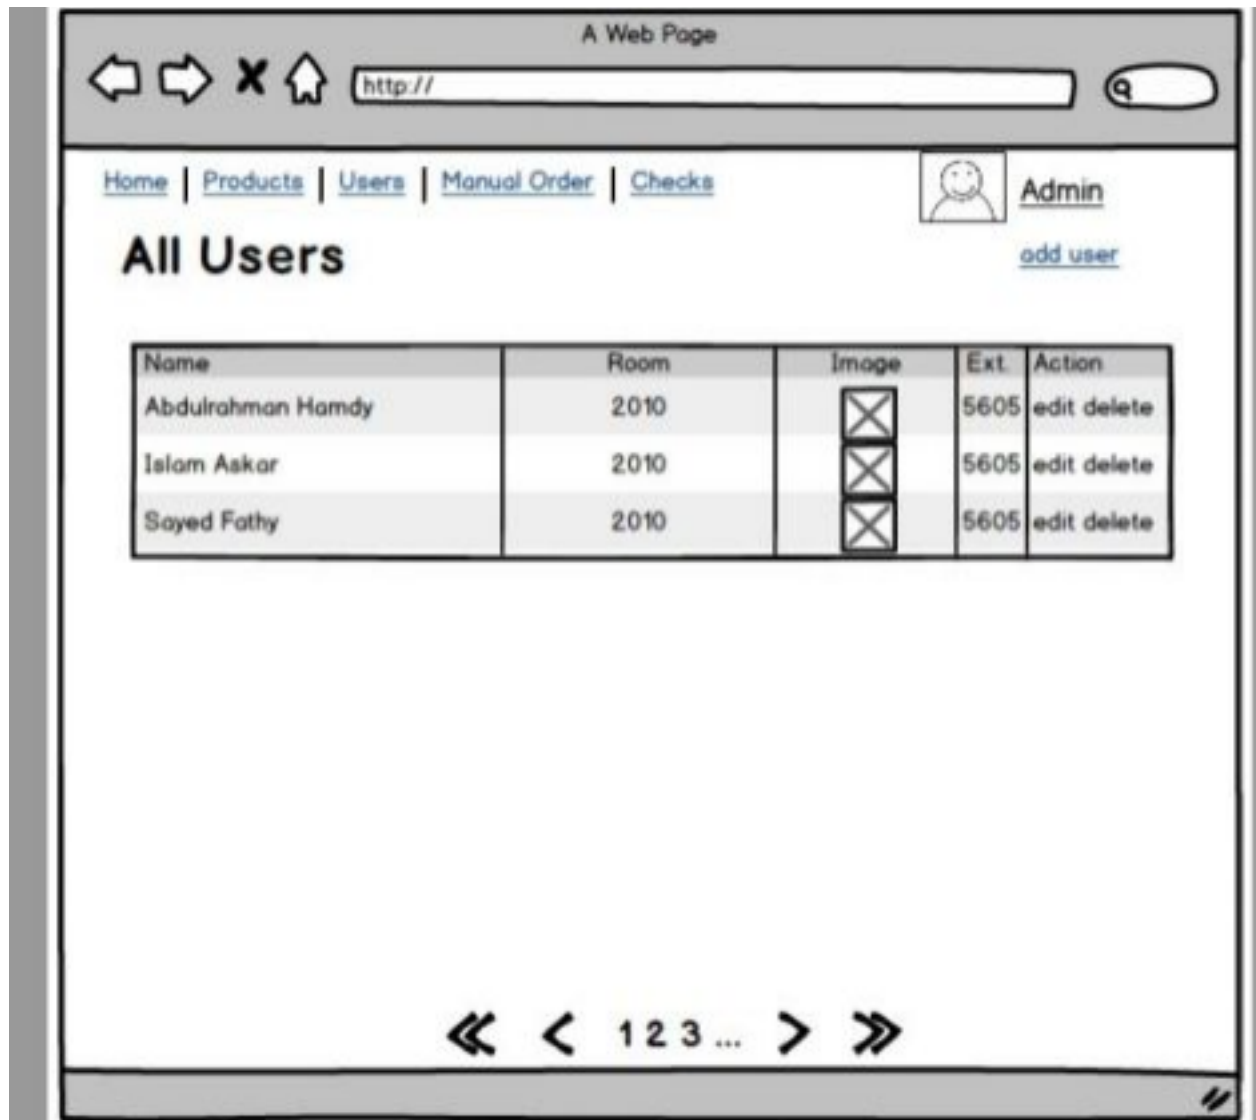 A Web Page
http://
Home | Products | Users | Manual Order | Checks
Admin
All Users
add user
Name Room Image Ext. Action
Abdulrahman Hamdy 2010 5605 edit delete
Islam Askar 2010 5605 edit delete
Sayed Fathy 2010 5605 edit delete
1 2 3 ...